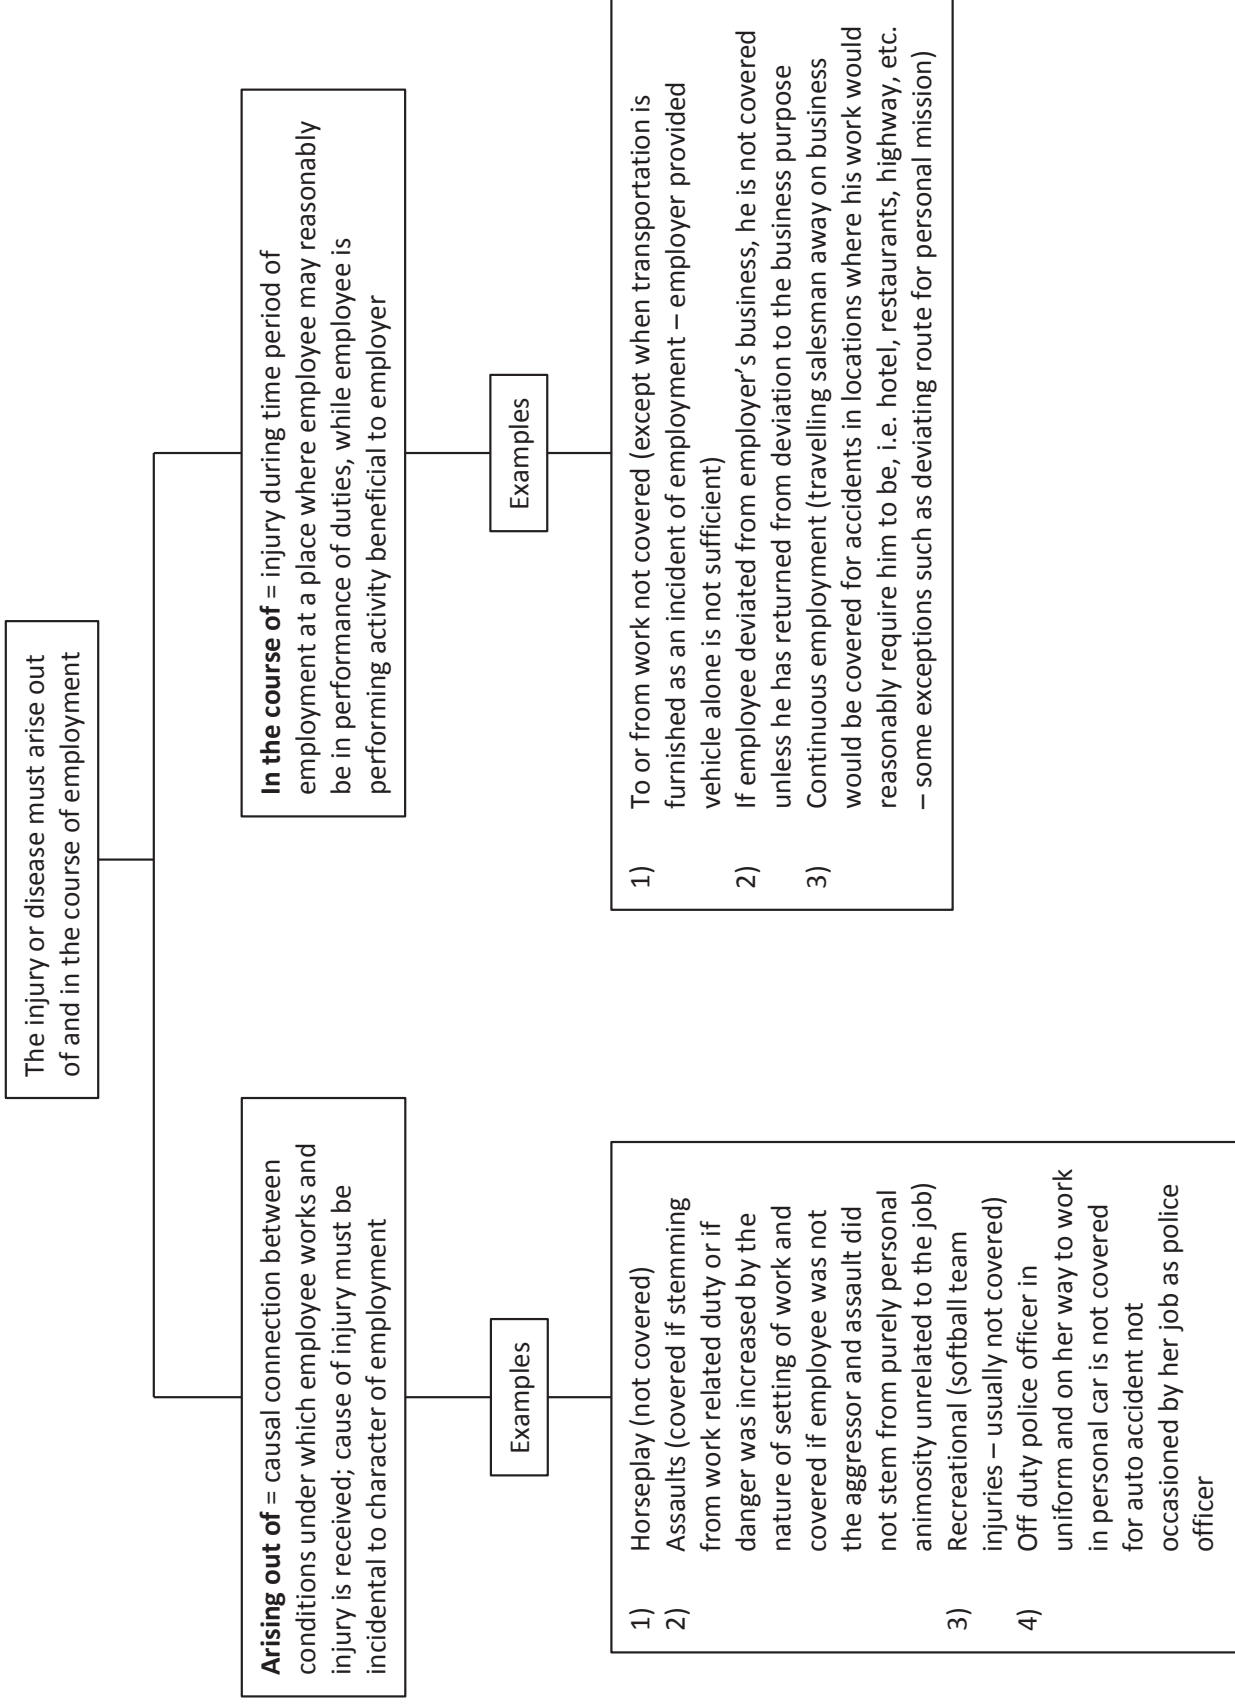 The injury or disease must arise out
of and in the course of employment
Arising out of = causal connection between
conditions under which employee works and
injury is received; cause of injury must be
incidental to character of employment
Examples
1) Horseplay (not covered)
2) Assaults (covered if stemming
from work related duty or if
danger was increased by the
nature of setting of work and
covered if employee was not
the aggressor and assault did
not stem from purely personal
animosity unrelated to the job)
3) Recreational (softball team
injuries – usually not covered)
4) Off duty police officer in
uniform and on her way to work
in personal car is not covered
for auto accident not
occasioned by her job as police
officer
In the course of = injury during time period of
employment at a place where employee may reasonably
be in performance of duties, while employee is
performing activity beneficial to employer
Examples
1) To or from work not covered (except when transportation is
furnished as an incident of employment – employer provided
vehicle alone is not sufficient)
2) If employee deviated from employer’s business, he is not covered
unless he has returned from deviation to the business purpose
3) Continuous employment (travelling salesman away on business
would be covered for accidents in locations where his work would
reasonably require him to be, i.e. hotel, restaurants, highway, etc.
– some exceptions such as deviating route for personal mission)